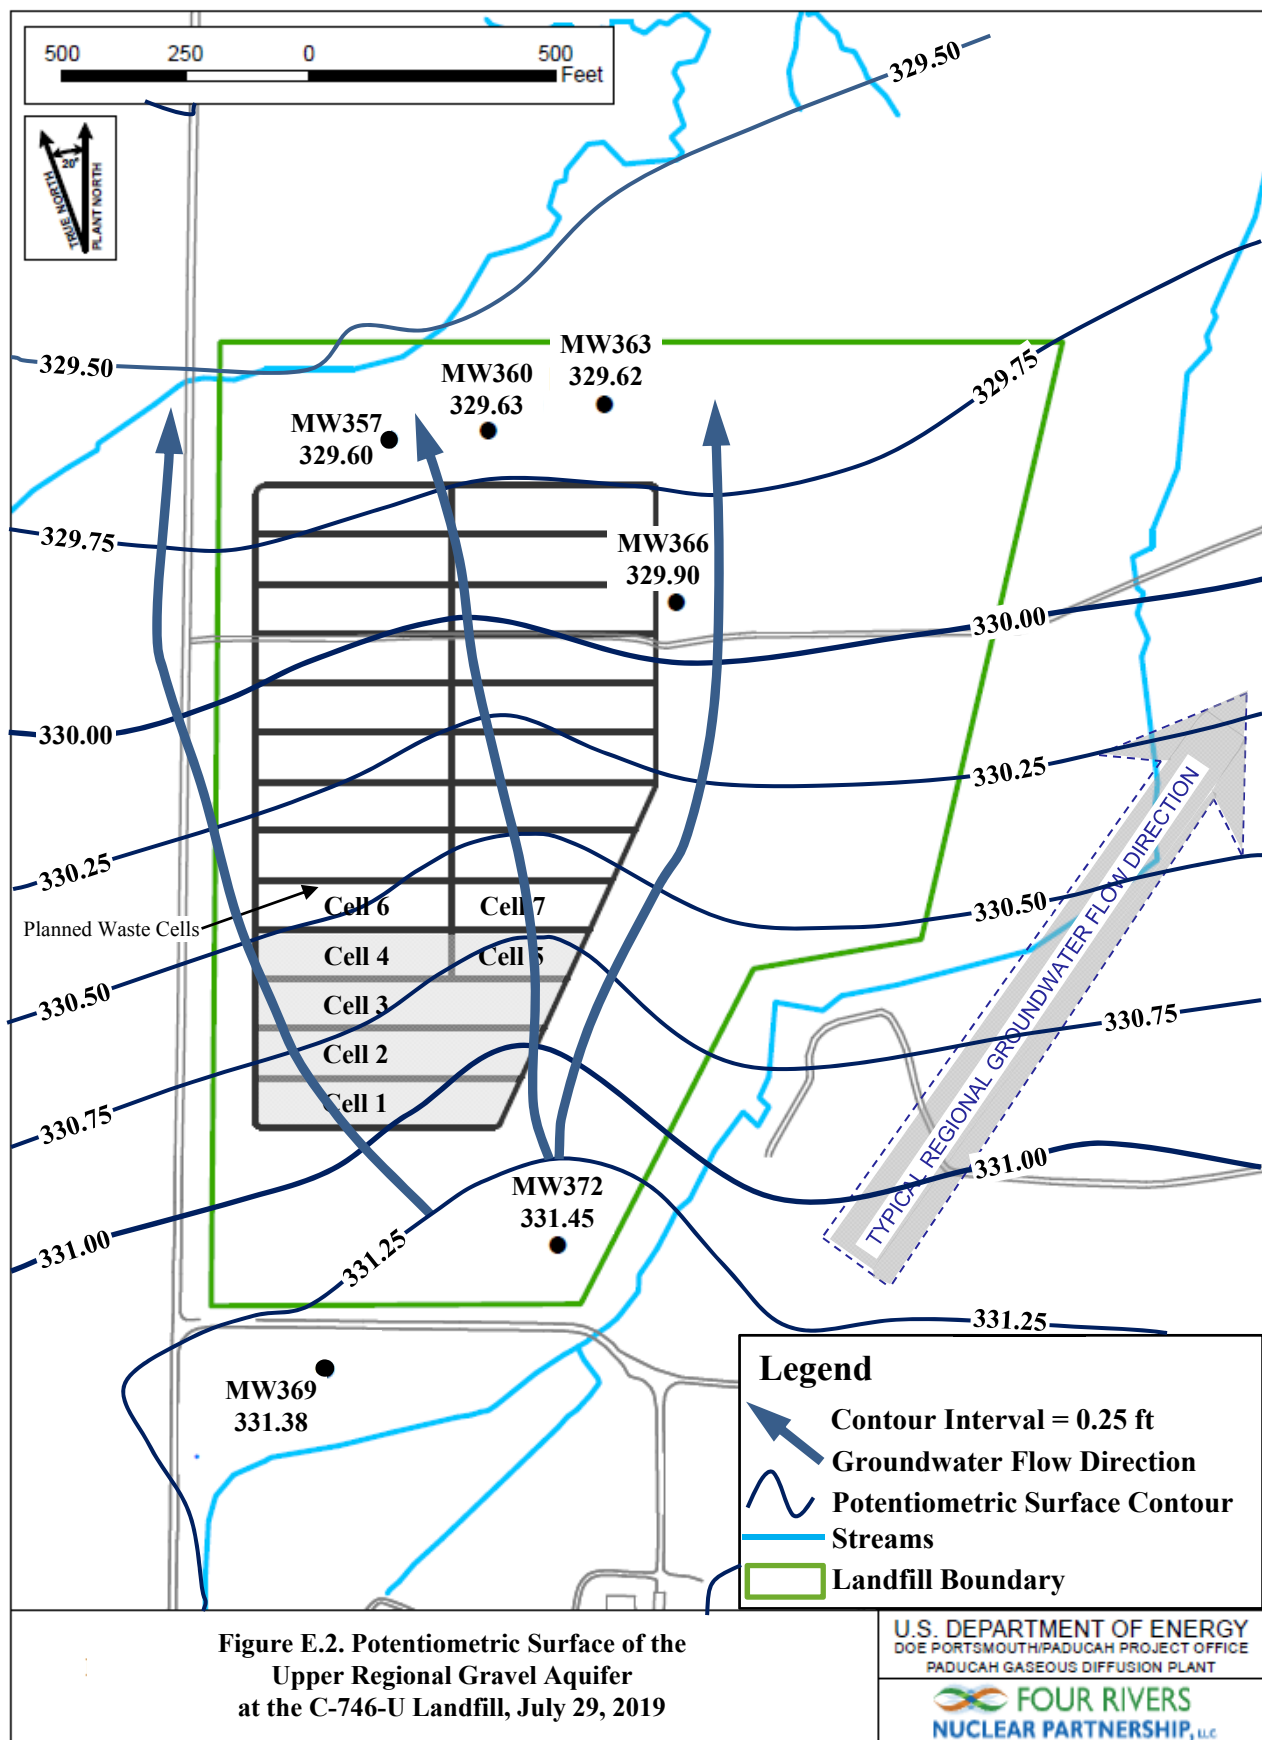 500 250 0 500
Feet
329.50
20°
TRUE NORTH
PLANT NORTH
329.50
MW363
329.62
MW360
329.63
329.75
MW357
329.60
329.75
MW366
329.90
330.00
330.00
330.25
330.25
TYPICAL REGIONAL GROUNDWATER FLOW DIRECTION
Cell 6
Cell 7
330.50
Planned Waste Cells
Cell 4
Cell 5
330.50
Cell 3
330.75
Cell 2
Cell 1
330.75
331.00
MW372
331.45
331.00
331.25
331.25
MW369
331.38
Legend
Contour Interval = 0.25 ft
Groundwater Flow Direction
Potentiometric Surface Contour
Streams
Landfill Boundary
Figure E.2. Potentiometric Surface of the
Upper Regional Gravel Aquifer
at the C-746-U Landfill, July 29, 2019
U.S. DEPARTMENT OF ENERGY
DOE PORTSMOUTH/PADUCAH PROJECT OFFICE
PADUCAH GASEOUS DIFFUSION PLANT
FOUR RIVERS
NUCLEAR PARTNERSHIP, LLC